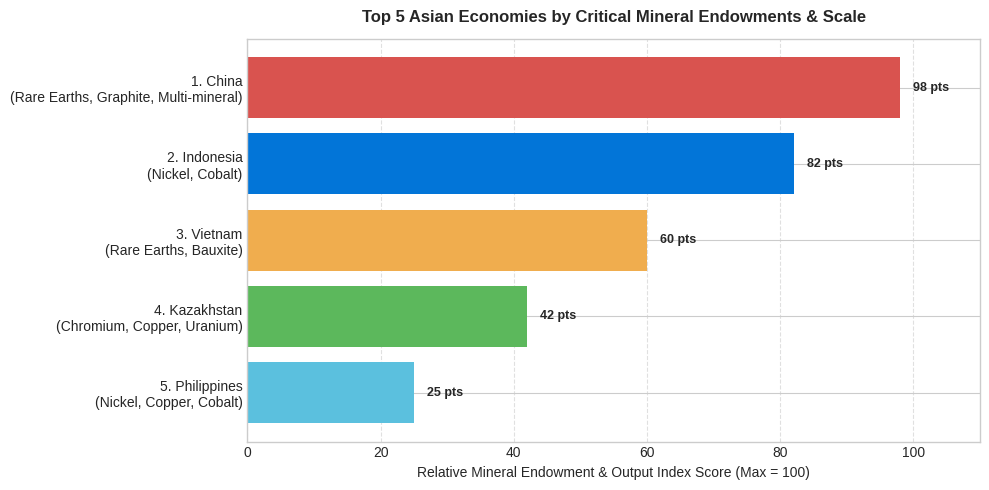 Top 5 Asian Economies by Critical Mineral Endowments & Scale
1. China
(Rare Earths, Graphite, Multi-mineral)
98 pts
2. Indonesia
(Nickel, Cobalt)
82 pts
3. Vietnam
(Rare Earths, Bauxite)
60 pts
4. Kazakhstan
(Chromium, Copper, Uranium)
42 pts
5. Philippines
(Nickel, Copper, Cobalt)
25 pts
0 20 40 60 80 100
Relative Mineral Endowment & Output Index Score (Max = 100)